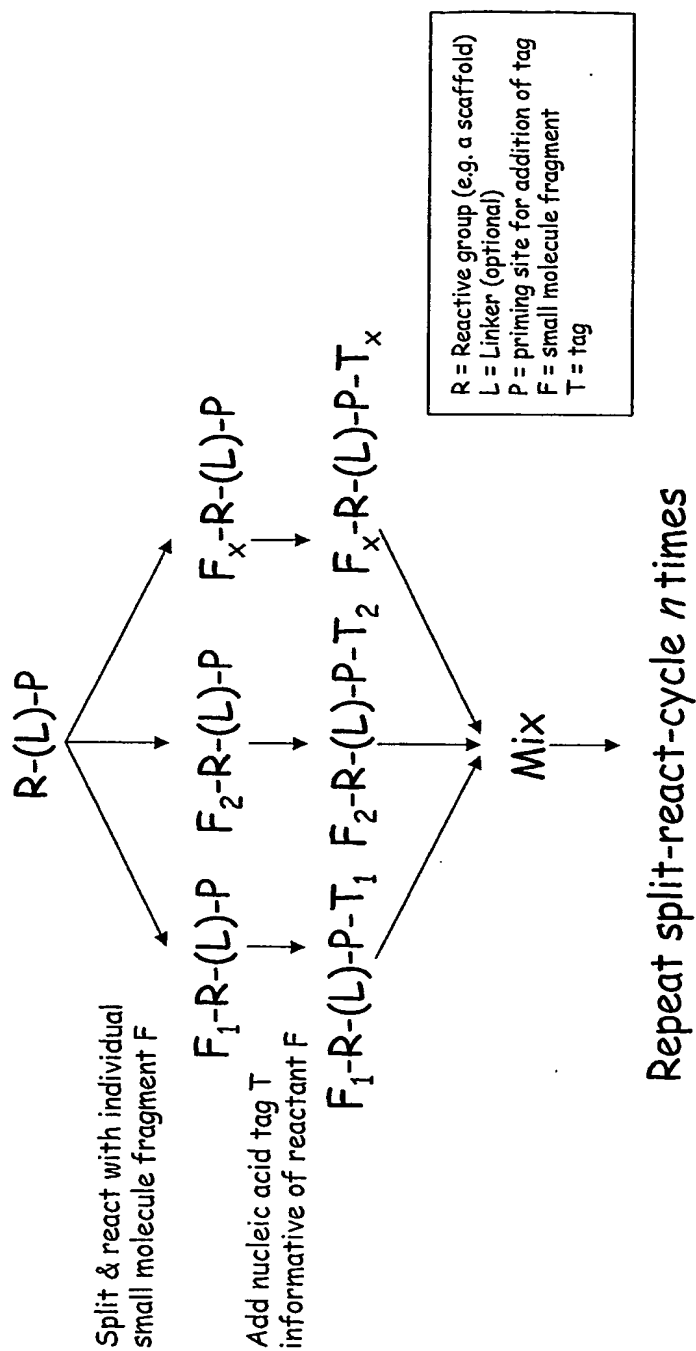 R-(L)-P
Split & react with individual
small molecule fragment F
F₁-R-(L)-P F₂-R-(L)-P Fₓ-R-(L)-P
Add nucleic acid tag T
informative of reactant F
F₁-R-(L)-P-T₁ F₂-R-(L)-P-T₂ Fₓ-R-(L)-P-Tₓ
Mix
Repeat split-react-cycle n times
R = Reactive group (e.g. a scaffold)
L = Linker (optional)
P = priming site for addition of tag
F = small molecule fragment
T = tag